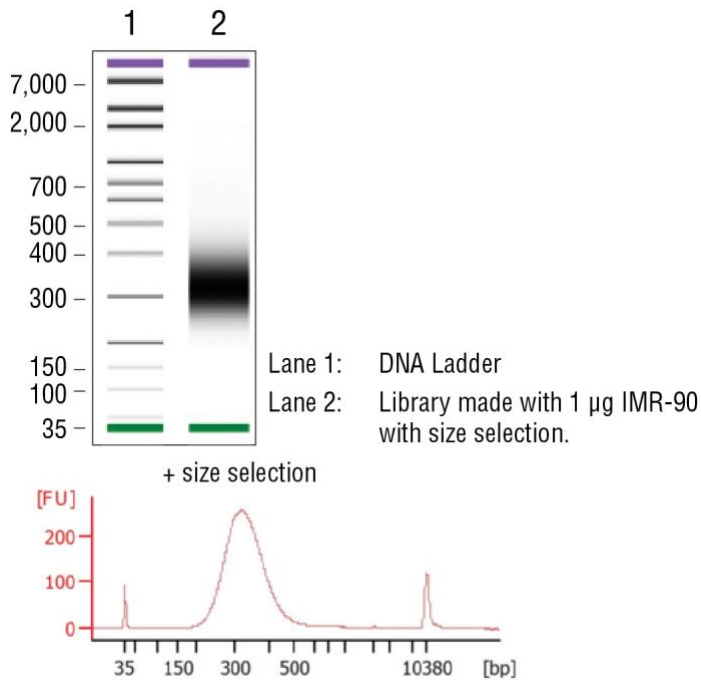 1 2
7,000
2,000
700
500
400
300
150
100
35
Lane 1: DNA Ladder
Lane 2: Library made with 1 µg IMR-90
with size selection.
+ size selection
[FU]
200
100
0
35 150 300 500 10380 [bp]